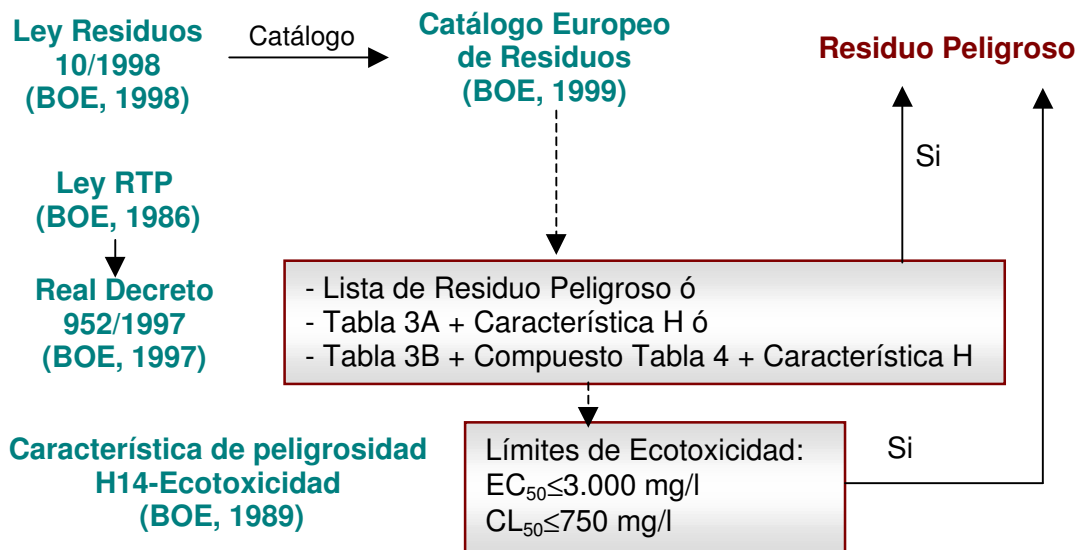 Ley Residuos
10/1998
(BOE, 1998)
Catálogo
Catálogo Europeo
de Residuos
(BOE, 1999)
Residuo Peligroso
Si
Ley RTP
(BOE, 1986)
Real Decreto
952/1997
(BOE, 1997)
- Lista de Residuo Peligroso ó
- Tabla 3A + Característica H ó
- Tabla 3B + Compuesto Tabla 4 + Característica H
Característica de peligrosidad
H14-Ecotoxicidad
(BOE, 1989)
Límites de Ecotoxicidad:
EC₅₀≤3.000 mg/l
CL₅₀≤750 mg/l
Si